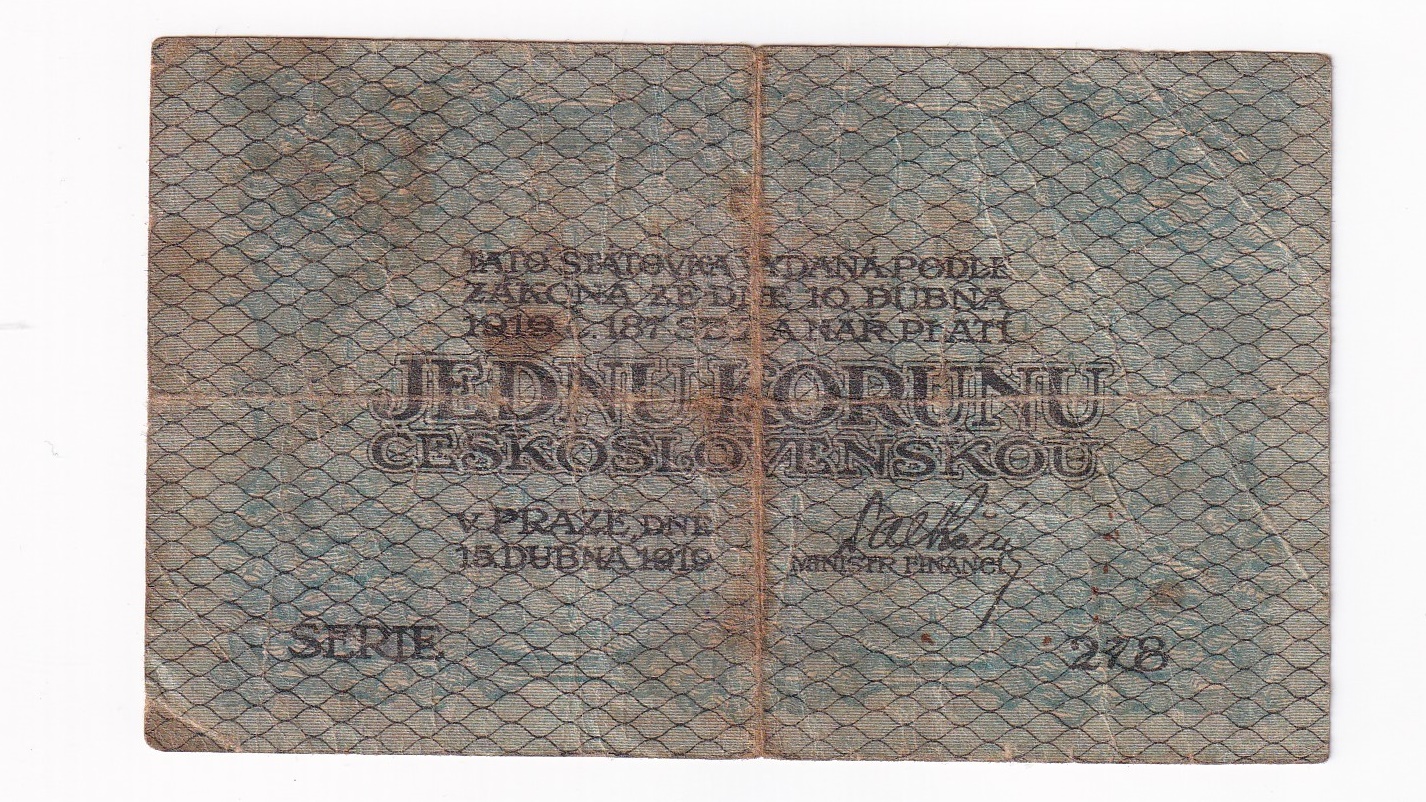 TATO STÁTOVKA VYDANÁ PODLE
ZÁKONA ZE DNE 10. DUBNA
1919 Č. 187 SB. Z. A NAŘ. PLATÍ
JEDNU KORUNU
ČESKOSLOVENSKOU
V PRAZE, DNE
15. DUBNA 1919
MINISTR FINANCÍ
SERIE